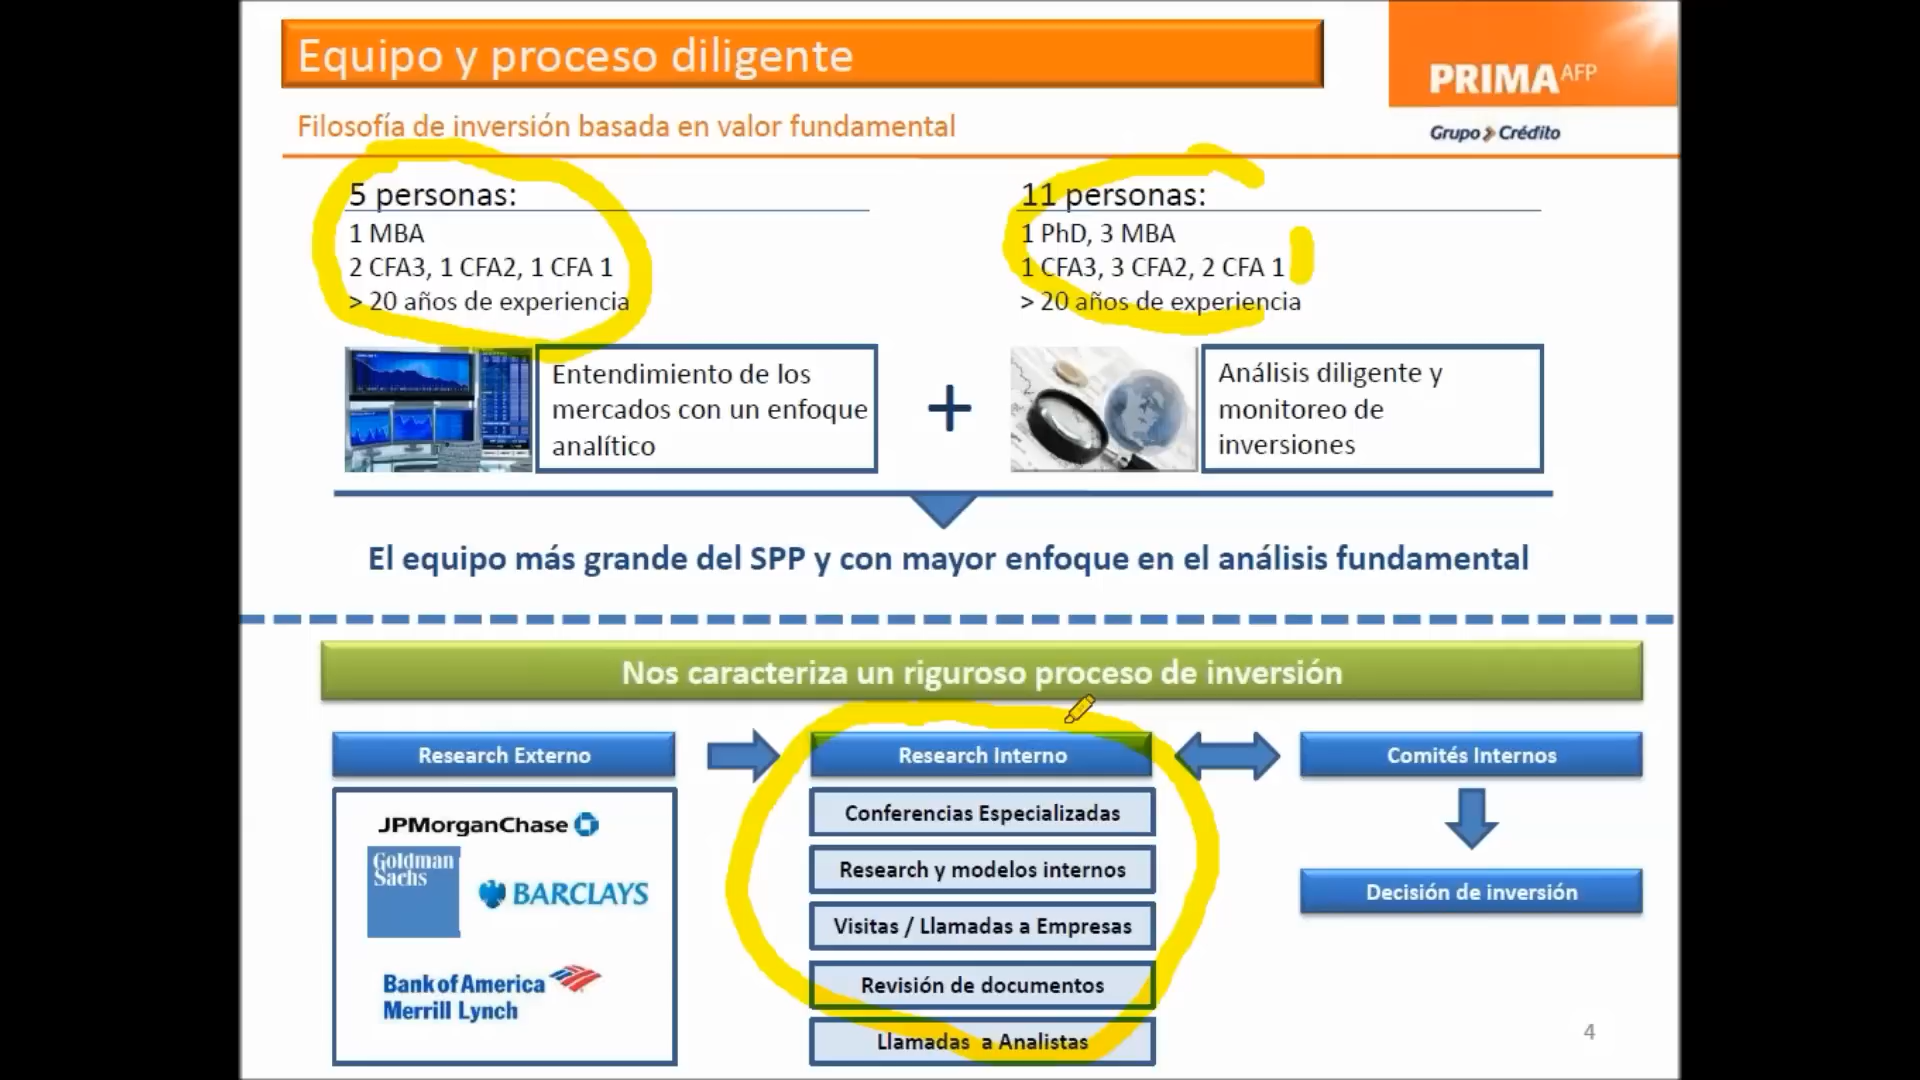 Equipo y proceso diligente
PRIMA AFP
Grupo Crédito
Filosofía de inversión basada en valor fundamental
5 personas:
1 MBA
2 CFA3, 1 CFA2, 1 CFA 1
> 20 años de experiencia
11 personas:
1 PhD, 3 MBA
1 CFA3, 3 CFA2, 2 CFA 1
> 20 años de experiencia
Entendimiento de los
mercados con un enfoque
analítico
+
Análisis diligente y
monitoreo de
inversiones
El equipo más grande del SPP y con mayor enfoque en el análisis fundamental
Nos caracteriza un riguroso proceso de inversión
Research Externo
JPMorganChase
Goldman
Sachs
BARCLAYS
Bank of America
Merrill Lynch
Research Interno
Conferencias Especializadas
Research y modelos internos
Visitas / Llamadas a Empresas
Revisión de documentos
Llamadas a Analistas
Comités Internos
Decisión de inversión
4